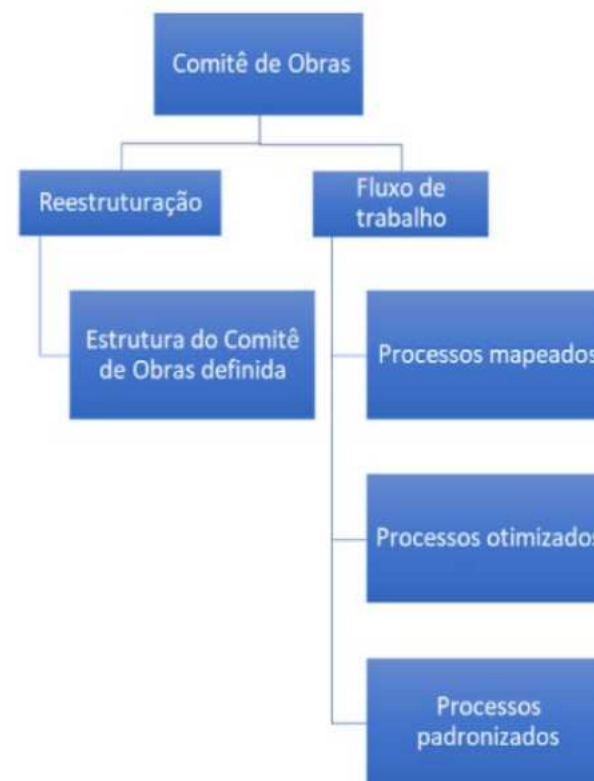 Comitê de Obras
Reestruturação
Fluxo de
trabalho
Estrutura do Comitê
de Obras definida
Processos mapeados
Processos otimizados
Processos
padronizados